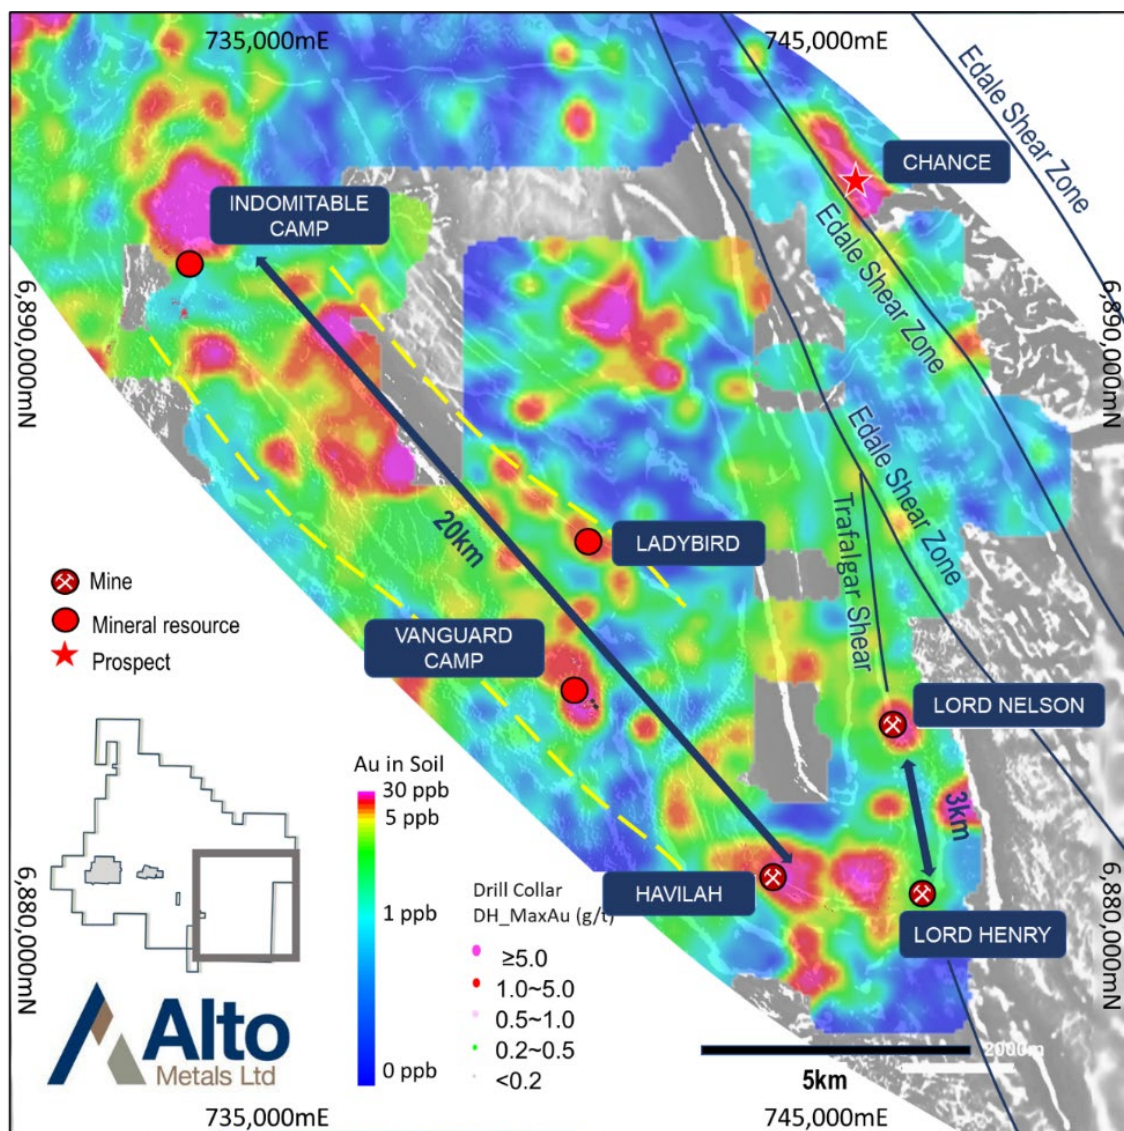 735,000mE
745,000mE
Edale Shear Zone
CHANCE
INDOMITABLE
CAMP
Edale Shear Zone
6,890,000mN
6,890,000mN
Edale Shear Zone
Trafalgar Shear
20km
LADYBIRD
Mine
Mineral resource
Prospect
VANGUARD
CAMP
LORD NELSON
3km
Au in Soil
30 ppb
5 ppb
1 ppb
0 ppb
HAVILAH
LORD HENRY
6,880,000mN
6,880,000mN
Drill Collar
DH_MaxAu (g/t)
≥5.0
1.0~5.0
0.5~1.0
0.2~0.5
<0.2
Alto
Metals Ltd
2000m
5km
735,000mE
745,000mE